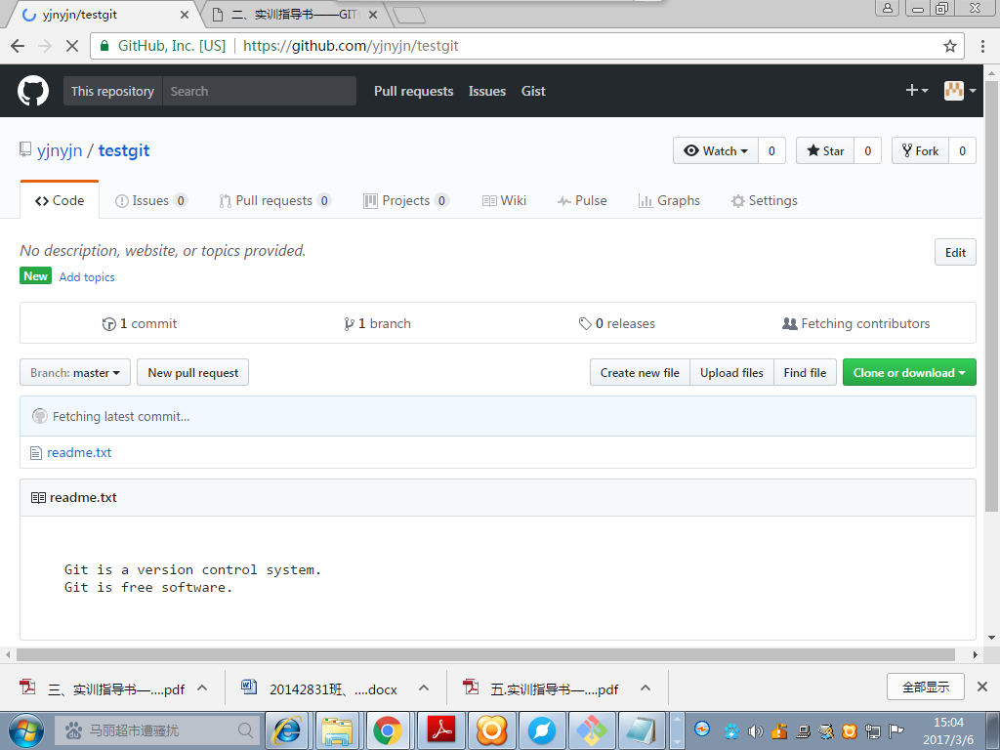 yjnyjn/testgit
二、实训指导书——GIT
GitHub, Inc. [US] https://github.com/yjnyjn/testgit
This repository Search Pull requests Issues Gist
yjnyjn / testgit
Watch 0 Star 0 Fork 0
Code Issues 0 Pull requests 0 Projects 0 Wiki Pulse Graphs Settings
No description, website, or topics provided.
Edit
New Add topics
1 commit 1 branch 0 releases Fetching contributors
Branch: master New pull request Create new file Upload files Find file Clone or download
Fetching latest commit...
readme.txt
readme.txt
Git is a version control system.
Git is free software.
三、实训指导书—....pdf 20142831班、....docx 五.实训指导书—....pdf 全部显示
马丽超市遭骚扰
15:04
2017/3/6